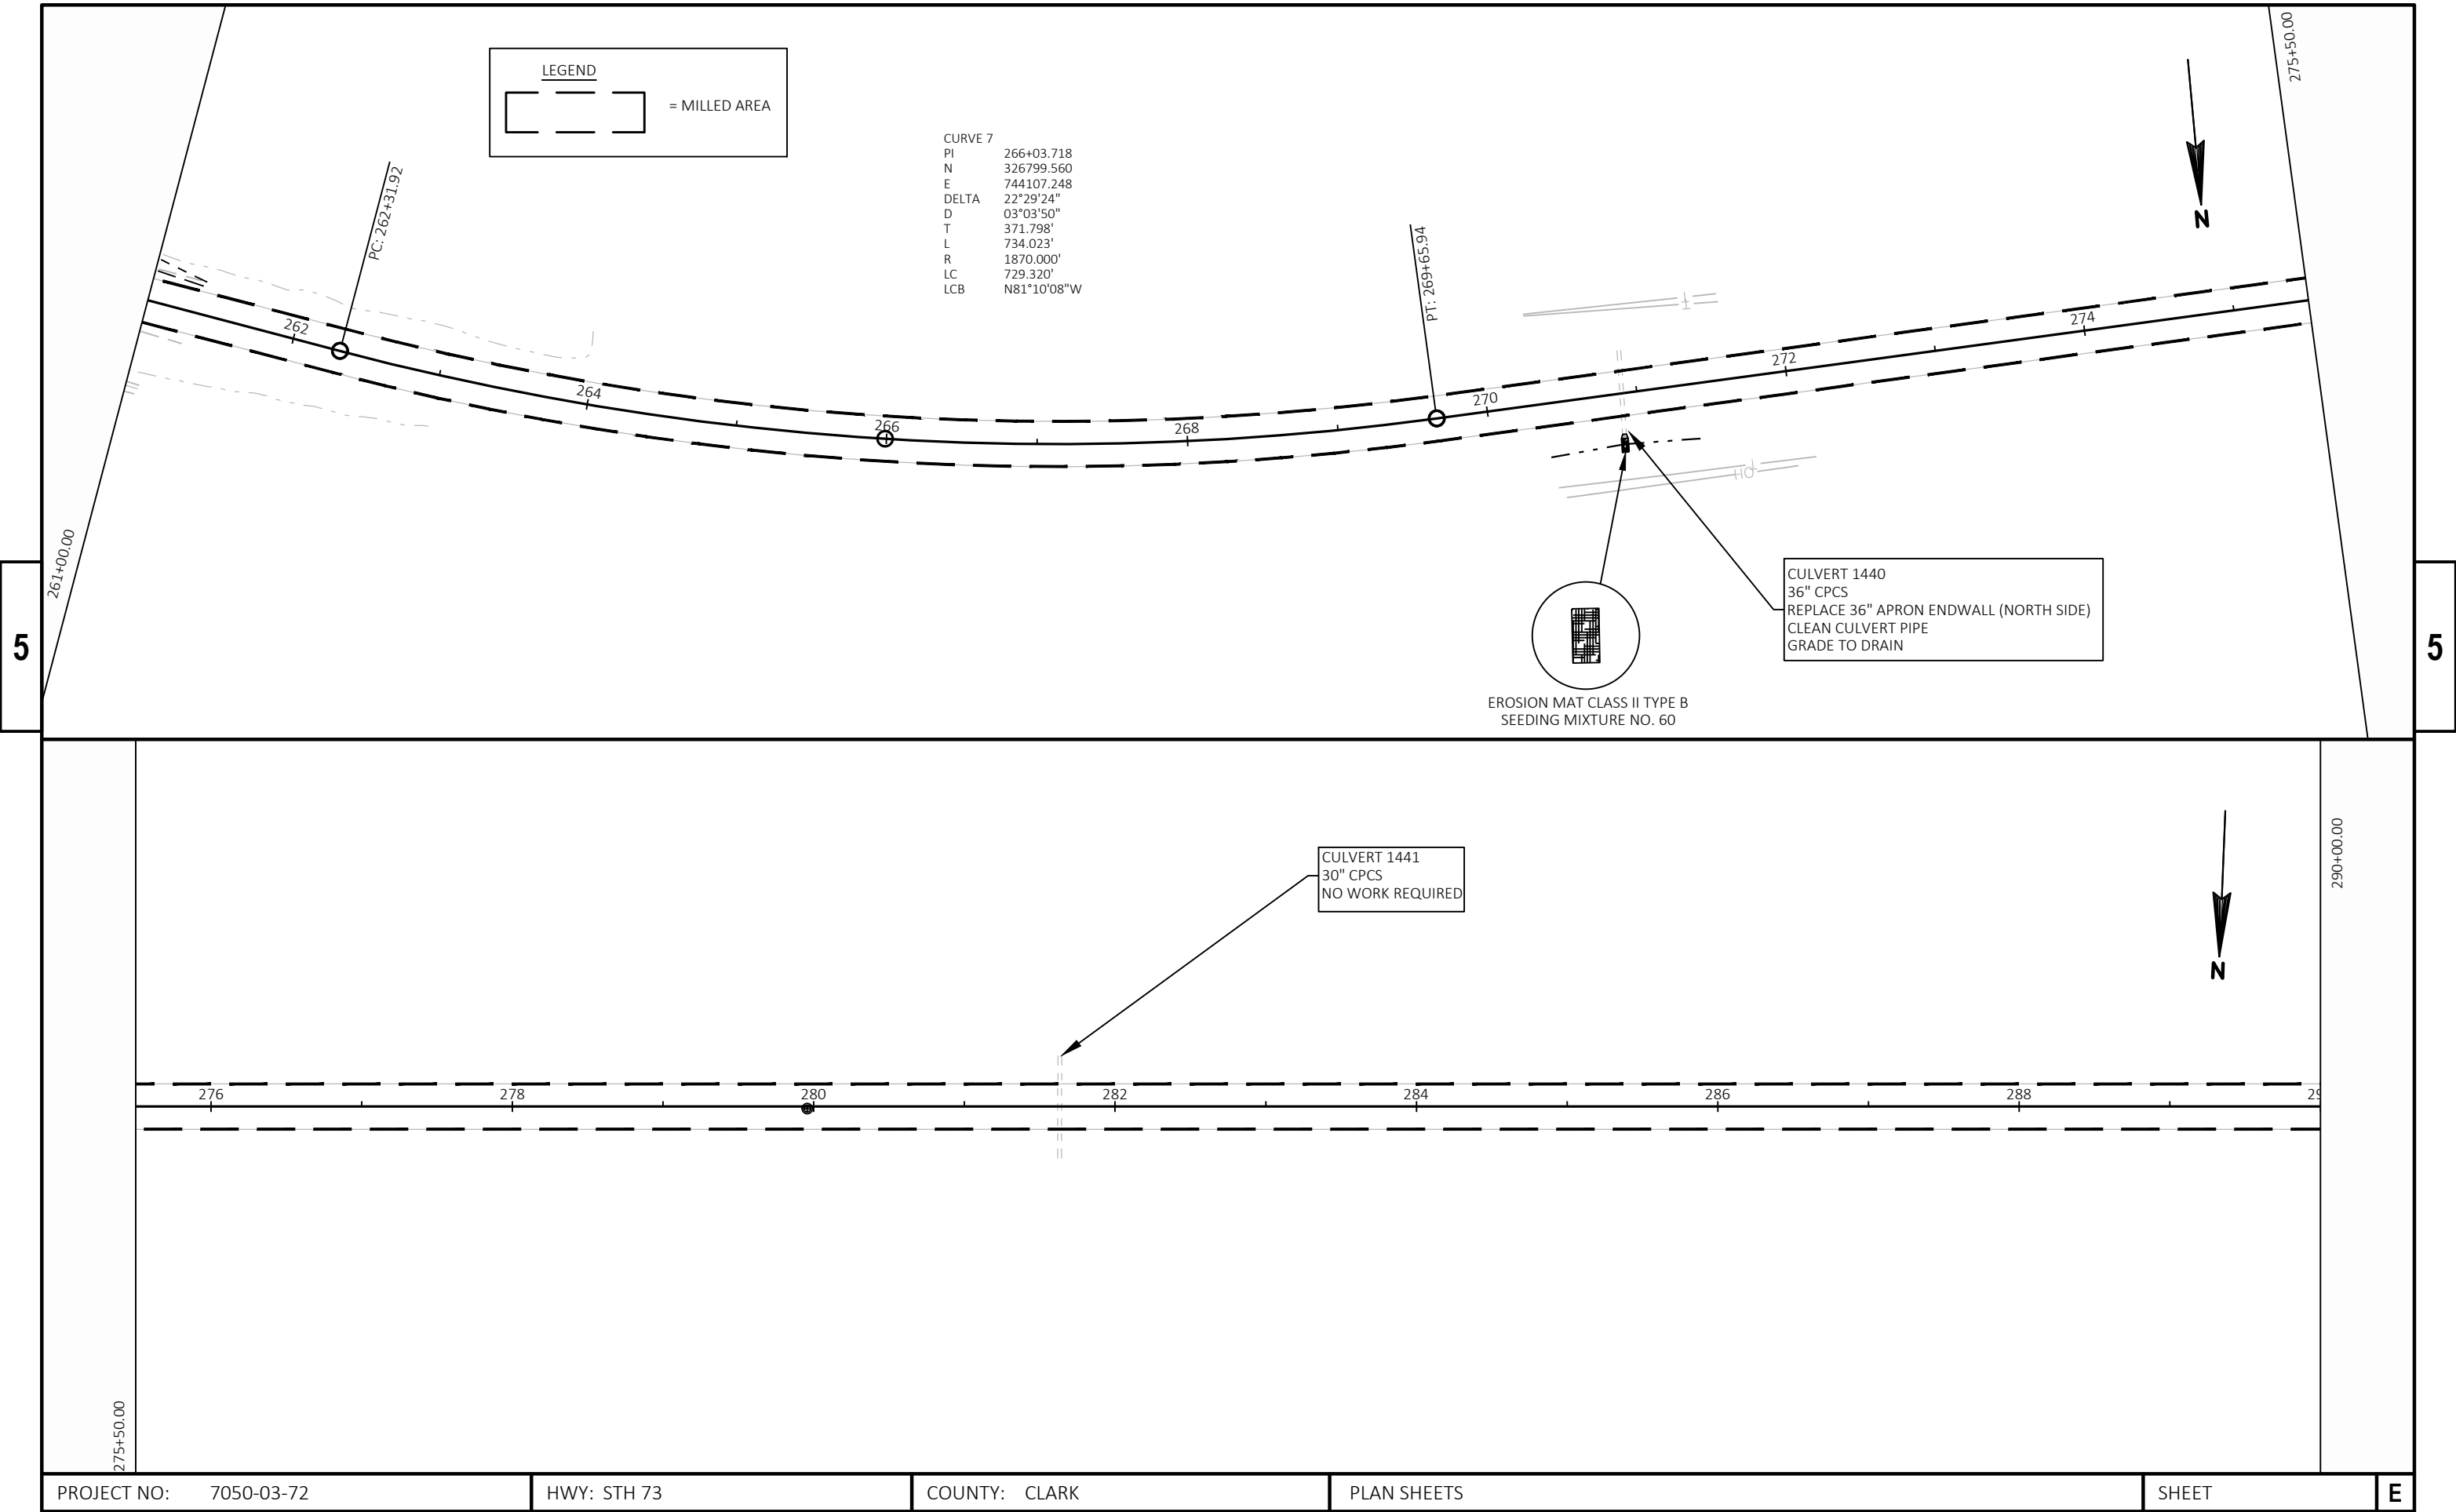 LEGEND
= MILLED AREA
275+50.00
N
PC: 262+31.92
CURVE 7
PI 266+03.718
N 326799.560
E 744107.248
DELTA 22°29'24"
D 03°03'50"
T 371.798'
L 734.023'
R 1870.000'
LC 729.320'
LCB N81°10'08"W
PT: 269+65.94
262
264
266
268
270
272
274
261+00.00
5
5
CULVERT 1440
36" CPCS
REPLACE 36" APRON ENDWALL (NORTH SIDE)
CLEAN CULVERT PIPE
GRADE TO DRAIN
EROSION MAT CLASS II TYPE B
SEEDING MIXTURE NO. 60
CULVERT 1441
30" CPCS
NO WORK REQUIRED
290+00.00
N
276 278 280 282 284 286 288 29
275+50.00
PROJECT NO: 7050-03-72 HWY: STH 73 COUNTY: CLARK PLAN SHEETS SHEET E